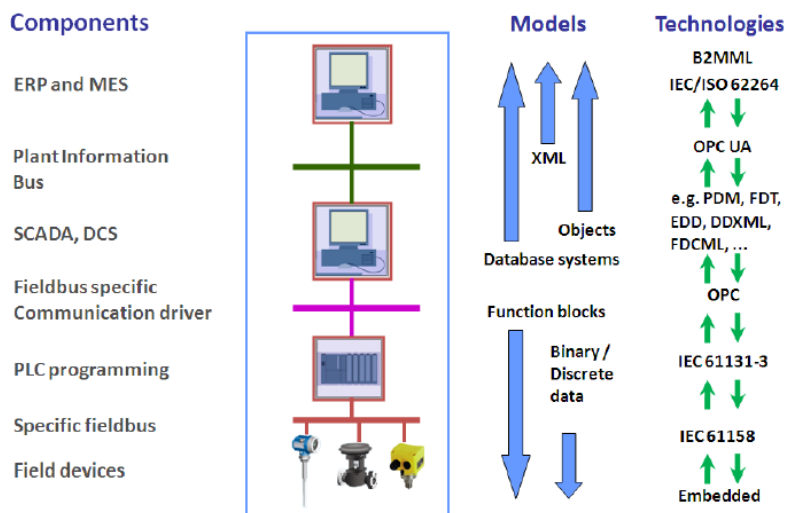 Components
ERP and MES
Plant Information
Bus
SCADA, DCS
Fieldbus specific
Communication driver
PLC programming
Specific fieldbus
Field devices
Models
XML
Objects
Database systems
Function blocks
Binary /
Discrete
data
Technologies
B2MML
IEC/ISO 62264
OPC UA
e.g. PDM, FDT,
EDD, DDXML,
FDCML, ...
OPC
IEC 61131-3
IEC 61158
Embedded